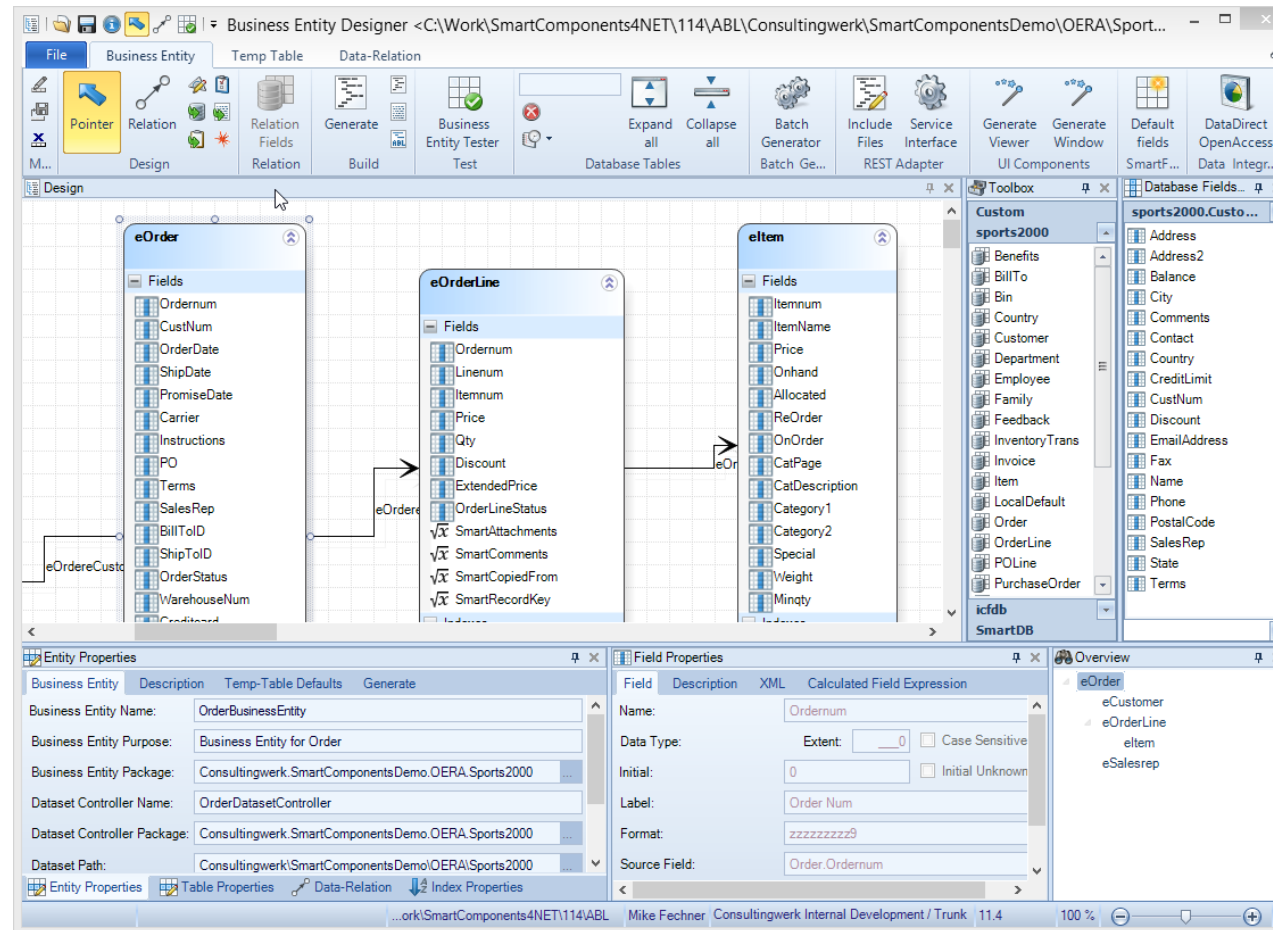 Business Entity Designer <C:\Work\SmartComponents4NET\114\ABL\Consultingwerk\SmartComponentsDemo\OERA\Sport...
File Business Entity Temp Table Data-Relation
Pointer Relation Relation Fields Generate Business Entity Tester Expand all Collapse all Batch Generator Include Files Service Interface Generate Viewer Generate Window Default fields DataDirect OpenAccess
M... Design Relation Build Test Database Tables Batch Ge... REST Adapter UI Components SmartF... Data Integr..
Design
eOrder
Fields
Ordernum
CustNum
OrderDate
ShipDate
PromiseDate
Carrier
Instructions
PO
Terms
SalesRep
BillToID
ShipToID
OrderStatus
WarehouseNum
Creditcard
eOrdereCusto
eOrdere
eOrderLine
Fields
Ordernum
Linenum
Itemnum
Price
Qty
Discount
ExtendedPrice
OrderLineStatus
SmartAttachments
SmartComments
SmartCopiedFrom
SmartRecordKey
Indexes
eOr
eItem
Fields
Itemnum
ItemName
Price
Onhand
Allocated
ReOrder
OnOrder
CatPage
CatDescription
Category1
Category2
Special
Weight
Minqty
Indexes
Toolbox
Custom
sports2000
Benefits
BillTo
Bin
Country
Customer
Department
Employee
Family
Feedback
InventoryTrans
Invoice
Item
LocalDefault
Order
OrderLine
POLine
PurchaseOrder
icfdb
SmartDB
Database Fields...
sports2000.Custo...
Address
Address2
Balance
City
Comments
Contact
Country
CreditLimit
CustNum
Discount
EmailAddress
Fax
Name
Phone
PostalCode
SalesRep
State
Terms
Entity Properties
Business Entity Description Temp-Table Defaults Generate
Business Entity Name: OrderBusinessEntity
Business Entity Purpose: Business Entity for Order
Business Entity Package: Consultingwerk.SmartComponentsDemo.OERA.Sports2000 ...
Dataset Controller Name: OrderDatasetController
Dataset Controller Package: Consultingwerk.SmartComponentsDemo.OERA.Sports2000 ...
Dataset Path: Consultingwerk\SmartComponentsDemo\OERA\Sports2000 ...
Entity Properties Table Properties Data-Relation Index Properties
Field Properties
Field Description XML Calculated Field Expression
Name: Ordernum
Data Type: Extent: ___0 Case Sensitive
Initial: 0 Initial Unknown
Label: Order Num
Format: zzzzzzzzz9
Source Field: Order.Ordernum
Overview
eOrder
eCustomer
eOrderLine
eItem
eSalesrep
...ork\SmartComponents4NET\114\ABL Mike Fechner Consultingwerk Internal Development / Trunk 11.4 100 %